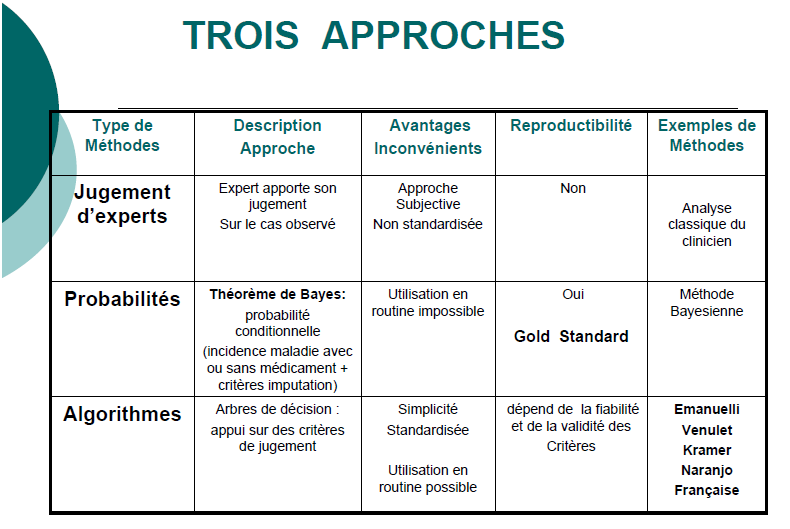 TROIS APPROCHES
Type de
Méthodes
Description
Approche
Avantages
Inconvénients
Reproductibilité
Exemples de
Méthodes
Jugement
d'experts
Expert apporte son
jugement
Sur le cas observé
Approche
Subjective
Non standardisée
Non
Analyse
classique du
clinicien
Probabilités
Théorème de Bayes:
probabilité
conditionnelle
(incidence maladie avec
ou sans médicament +
critères imputation)
Utilisation en
routine impossible
Oui
Gold Standard
Méthode
Bayesienne
Algorithmes
Arbres de décision :
appui sur des critères
de jugement
Simplicité
Standardisée
Utilisation en
routine possible
dépend de la fiabilité
et de la validité des
Critères
Emanuelli
Venulet
Kramer
Naranjo
Française